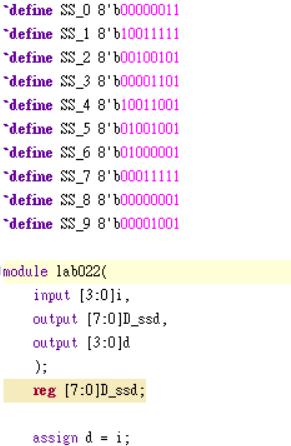 `define SS_0 8'b00000011
`define SS_1 8'b10011111
`define SS_2 8'b00100101
`define SS_3 8'b00001101
`define SS_4 8'b10011001
`define SS_5 8'b01001001
`define SS_6 8'b01000001
`define SS_7 8'b00011111
`define SS_8 8'b00000001
`define SS_9 8'b00001001
module lab022(
input [3:0]i,
output [7:0]D_ssd,
output [3:0]d
);
reg [7:0]D_ssd;
assign d = i;